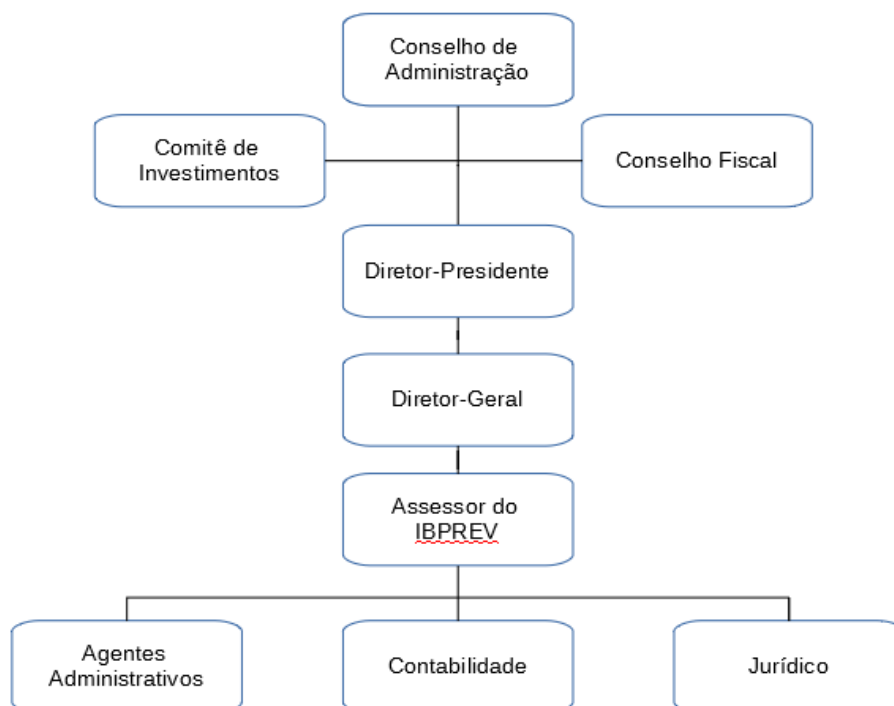 Conselho de
Administração
Comitê de
Investimentos
Conselho Fiscal
Diretor-Presidente
Diretor-Geral
Assessor do
IBPREV
Agentes
Administrativos
Contabilidade
Jurídico